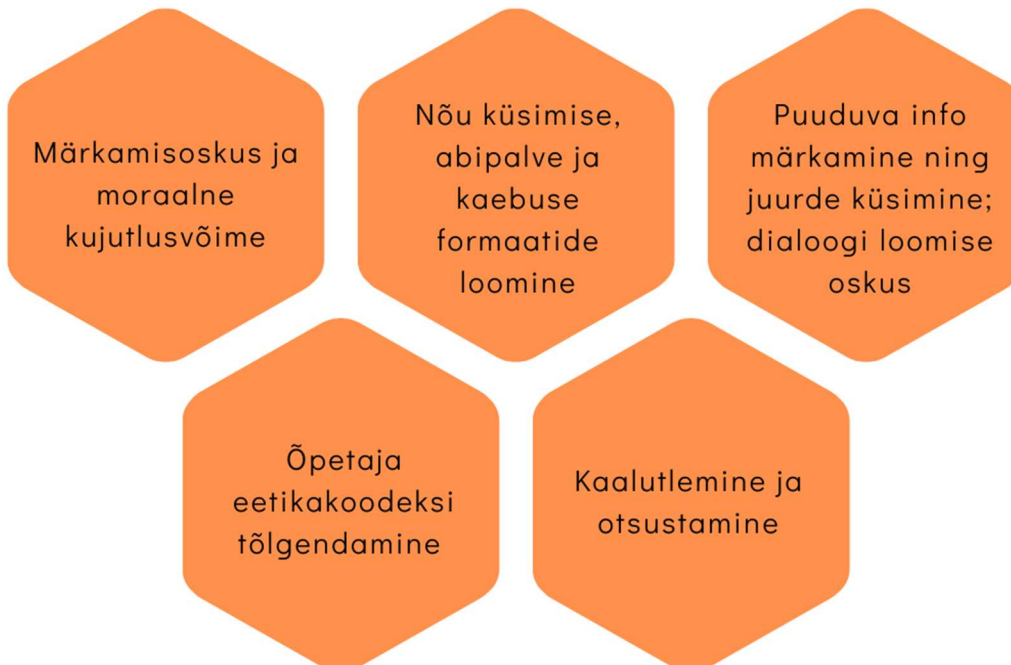 Märkamisoskus ja
moraalne
kujutlusvõime
Nõu küsimise,
abipalve ja
kaebuse
formaatide
loomine
Puuduva info
märkamine ning
juurde küsimine;
dialoogi loomise
oskus
Õpetaja
eetikakoodeksi
tõlgendamine
Kaalutlemine ja
otsustamine